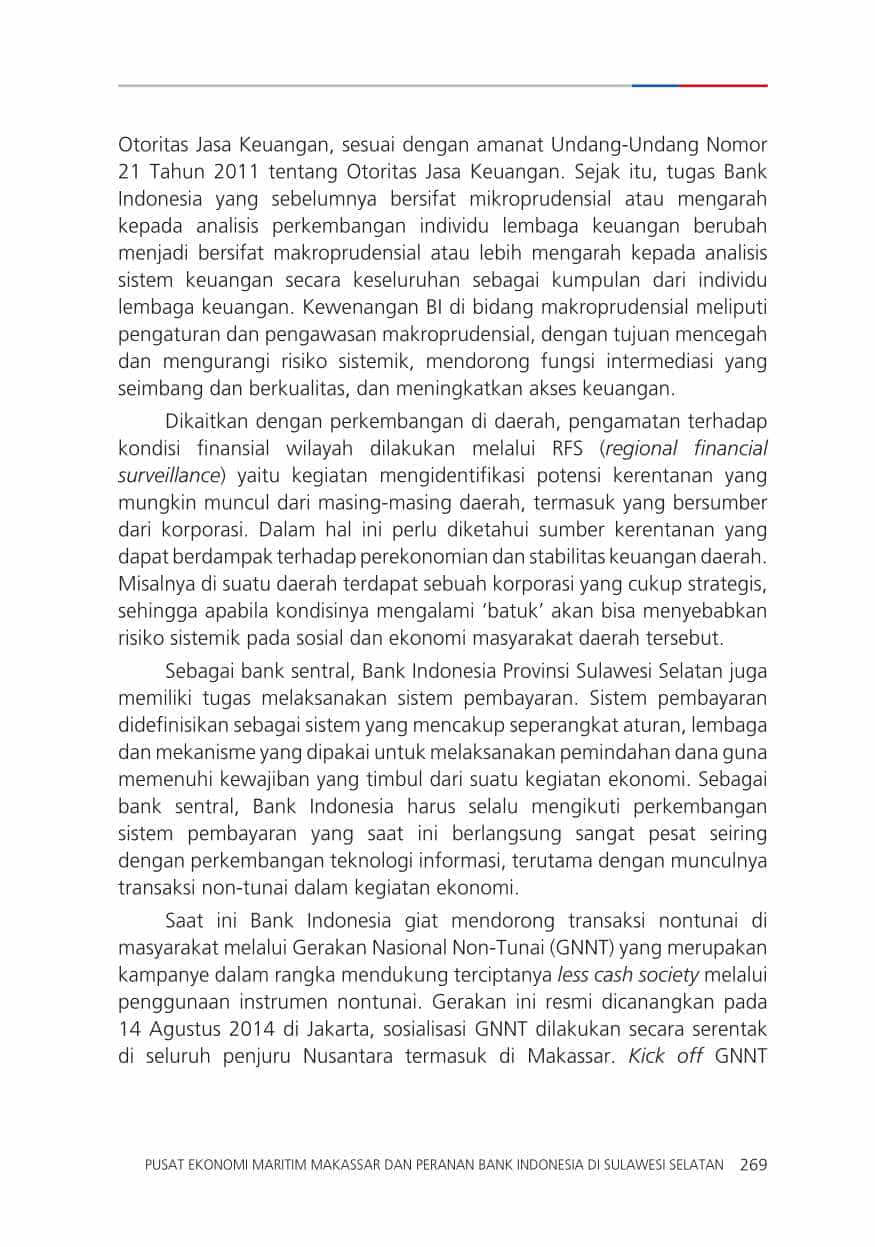 Otoritas Jasa Keuangan, sesuai dengan amanat Undang-Undang Nomor
21 Tahun 2011 tentang Otoritas Jasa Keuangan. Sejak itu, tugas Bank
Indonesia yang sebelumnya bersifat mikroprudensial atau mengarah
kepada analisis perkembangan individu lembaga keuangan berubah
menjadi bersifat makroprudensial atau lebih mengarah kepada analisis
sistem keuangan secara keseluruhan sebagai kumpulan dari individu
lembaga keuangan. Kewenangan BI di bidang makroprudensial meliputi
pengaturan dan pengawasan makroprudensial, dengan tujuan mencegah
dan mengurangi risiko sistemik, mendorong fungsi intermediasi yang
seimbang dan berkualitas, dan meningkatkan akses keuangan.
Dikaitkan dengan perkembangan di daerah, pengamatan terhadap
kondisi finansial wilayah dilakukan melalui RFS (regional financial
surveillance) yaitu kegiatan mengidentifikasi potensi kerentanan yang
mungkin muncul dari masing-masing daerah, termasuk yang bersumber
dari korporasi. Dalam hal ini perlu diketahui sumber kerentanan yang
dapat berdampak terhadap perekonomian dan stabilitas keuangan daerah.
Misalnya di suatu daerah terdapat sebuah korporasi yang cukup strategis,
sehingga apabila kondisinya mengalami ‘batuk’ akan bisa menyebabkan
risiko sistemik pada sosial dan ekonomi masyarakat daerah tersebut.
Sebagai bank sentral, Bank Indonesia Provinsi Sulawesi Selatan juga
memiliki tugas melaksanakan sistem pembayaran. Sistem pembayaran
didefinisikan sebagai sistem yang mencakup seperangkat aturan, lembaga
dan mekanisme yang dipakai untuk melaksanakan pemindahan dana guna
memenuhi kewajiban yang timbul dari suatu kegiatan ekonomi. Sebagai
bank sentral, Bank Indonesia harus selalu mengikuti perkembangan
sistem pembayaran yang saat ini berlangsung sangat pesat seiring
dengan perkembangan teknologi informasi, terutama dengan munculnya
transaksi non-tunai dalam kegiatan ekonomi.
Saat ini Bank Indonesia giat mendorong transaksi nontunai di
masyarakat melalui Gerakan Nasional Non-Tunai (GNNT) yang merupakan
kampanye dalam rangka mendukung terciptanya less cash society melalui
penggunaan instrumen nontunai. Gerakan ini resmi dicanangkan pada
14 Agustus 2014 di Jakarta, sosialisasi GNNT dilakukan secara serentak
di seluruh penjuru Nusantara termasuk di Makassar. Kick off GNNT
PUSAT EKONOMI MARITIM MAKASSAR DAN PERANAN BANK INDONESIA DI SULAWESI SELATAN 269